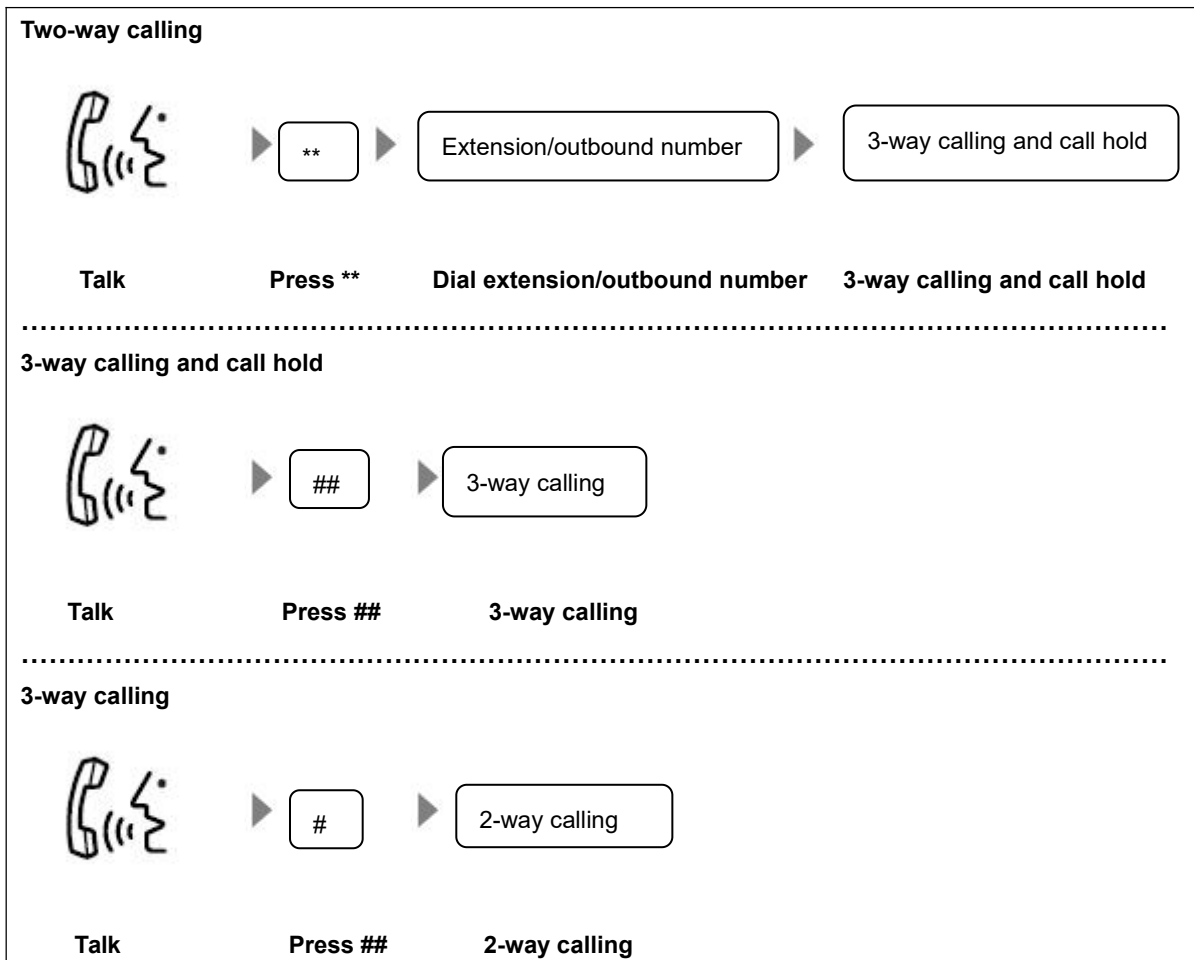 Two-way calling
**
Extension/outbound number
3-way calling and call hold
Talk Press ** Dial extension/outbound number 3-way calling and call hold
3-way calling and call hold
##
3-way calling
Talk Press ## 3-way calling
3-way calling
#
2-way calling
Talk Press ## 2-way calling